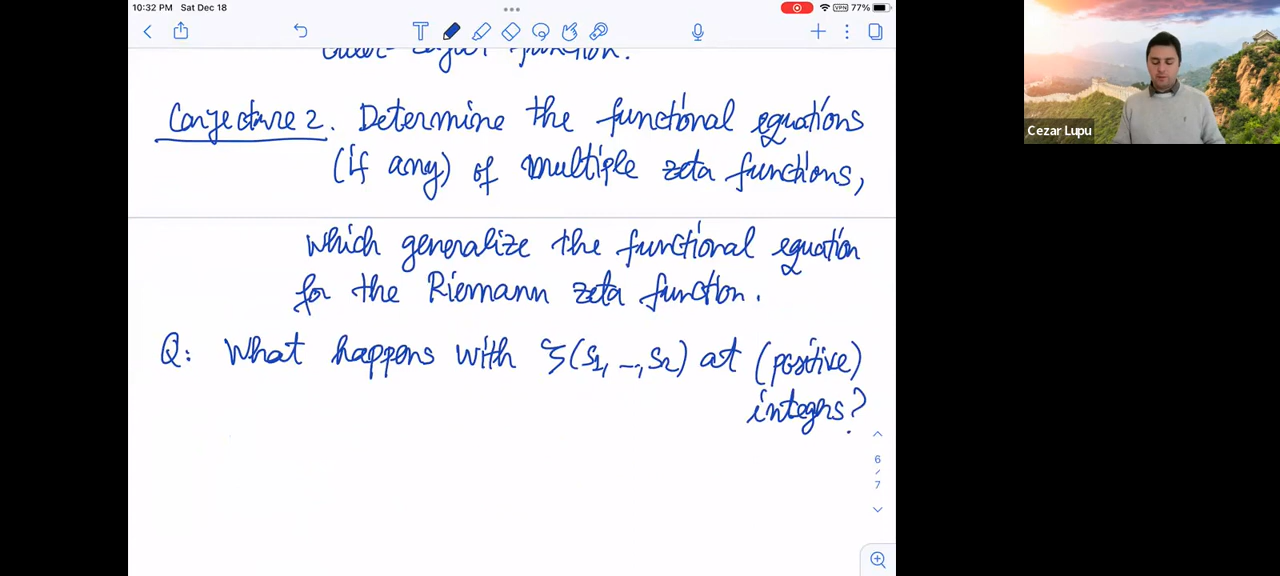 10:32 PM Sat Dec 18
VPN 77%
function.
Conjecture 2. Determine the functional equations
(if any) of multiple zeta functions,
which generalize the functional equation
for the Riemann zeta function.
Q: What happens with ζ(s1, ..., sr) at (positive)
integers?
6
/
7
Cezar Lupu